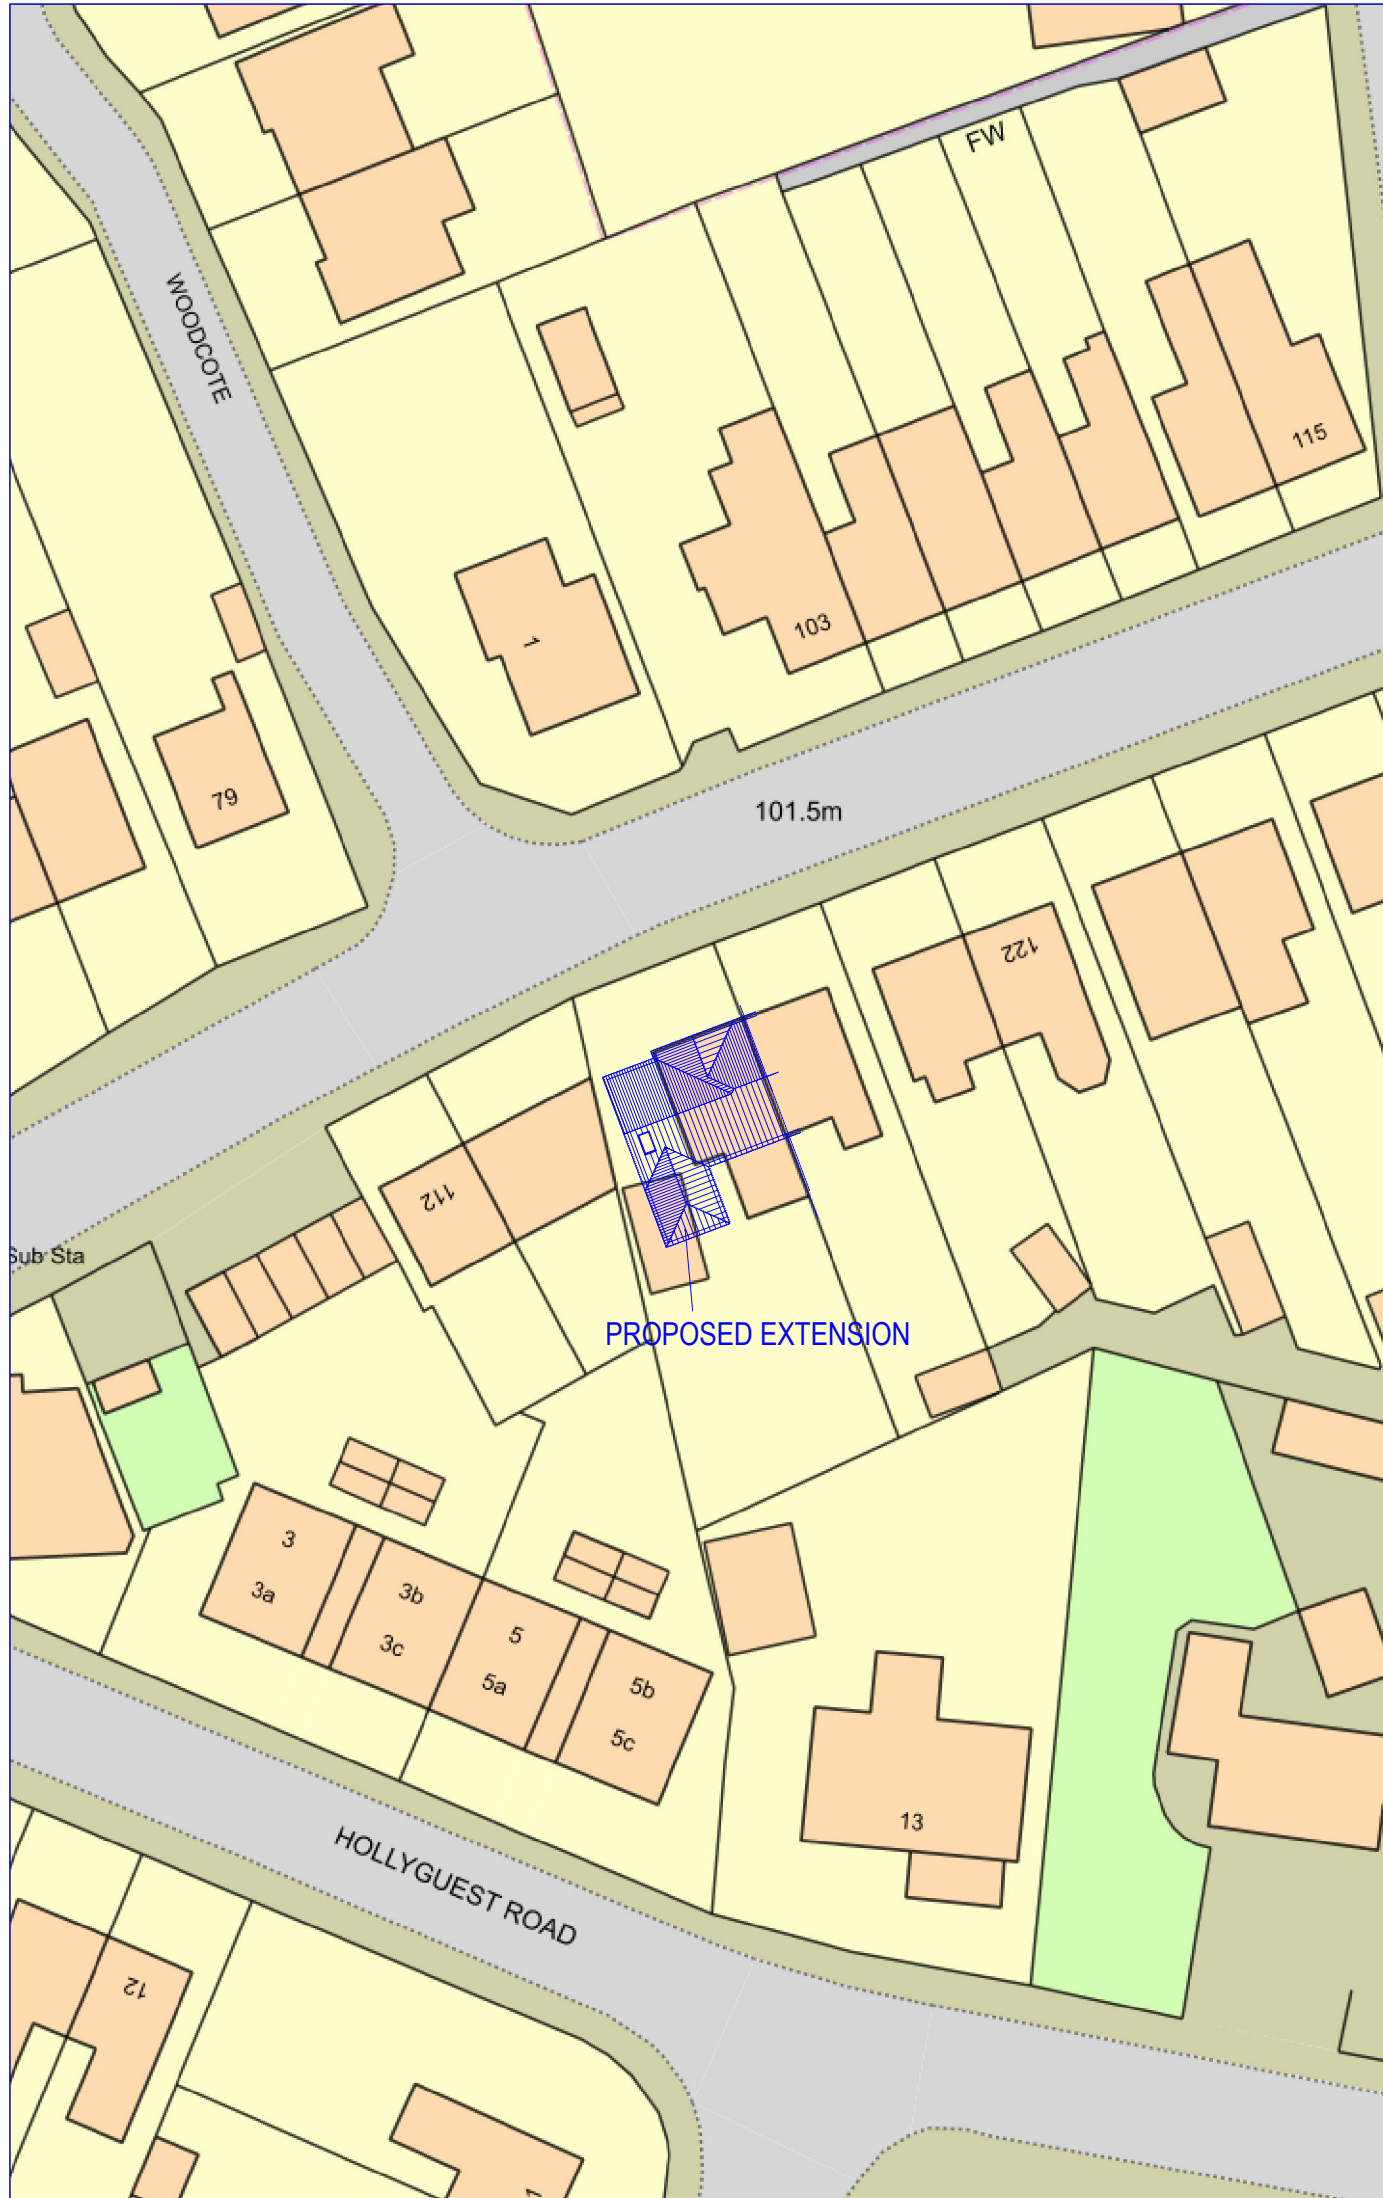 FW
WOODCOTE
115
103
1
79
101.5m
122
112
Sub Sta
PROPOSED EXTENSION
3
3a
3b
3c
5
5a
5b
5c
13
HOLLYGUEST ROAD
12